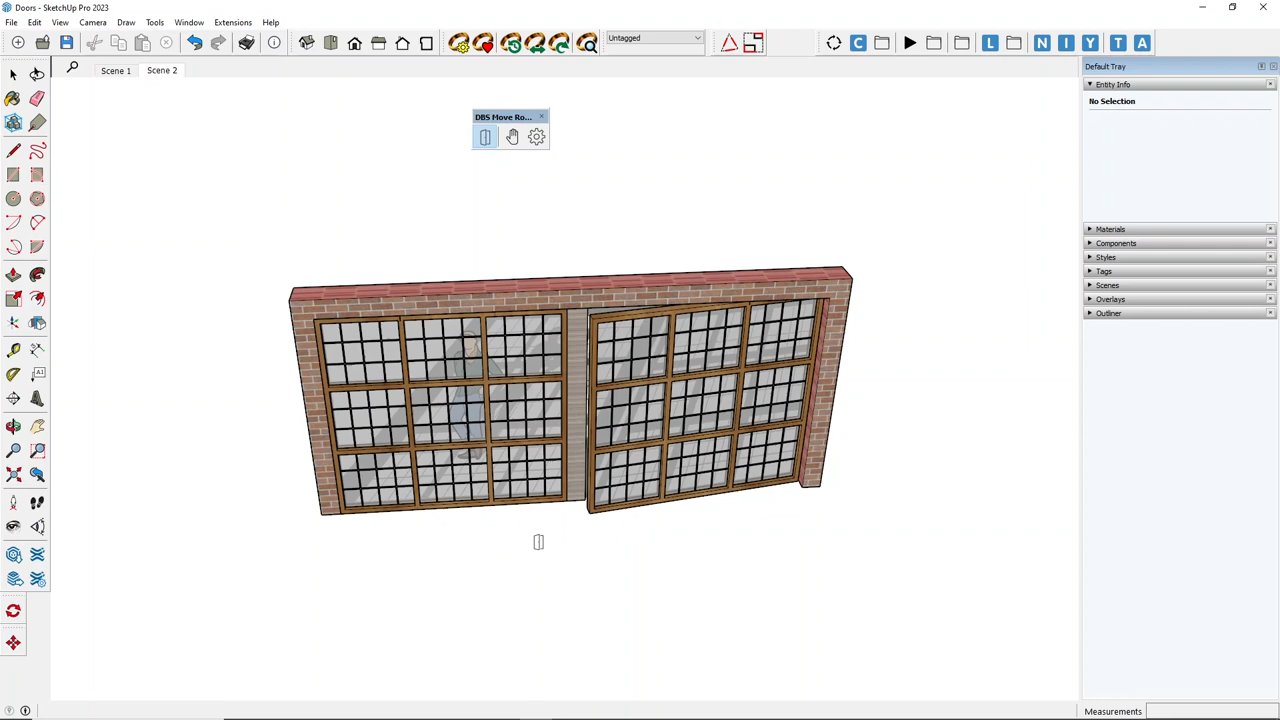 Doors - SketchUp Pro 2023
File Edit View Camera Draw Tools Window Extensions Help
Untagged
C L N I Y T A
Scene 1 Scene 2
DBS Move Ro...
Default Tray
Entity Info
No Selection
Materials
Components
Styles
Tags
Scenes
Overlays
Outliner
Measurements